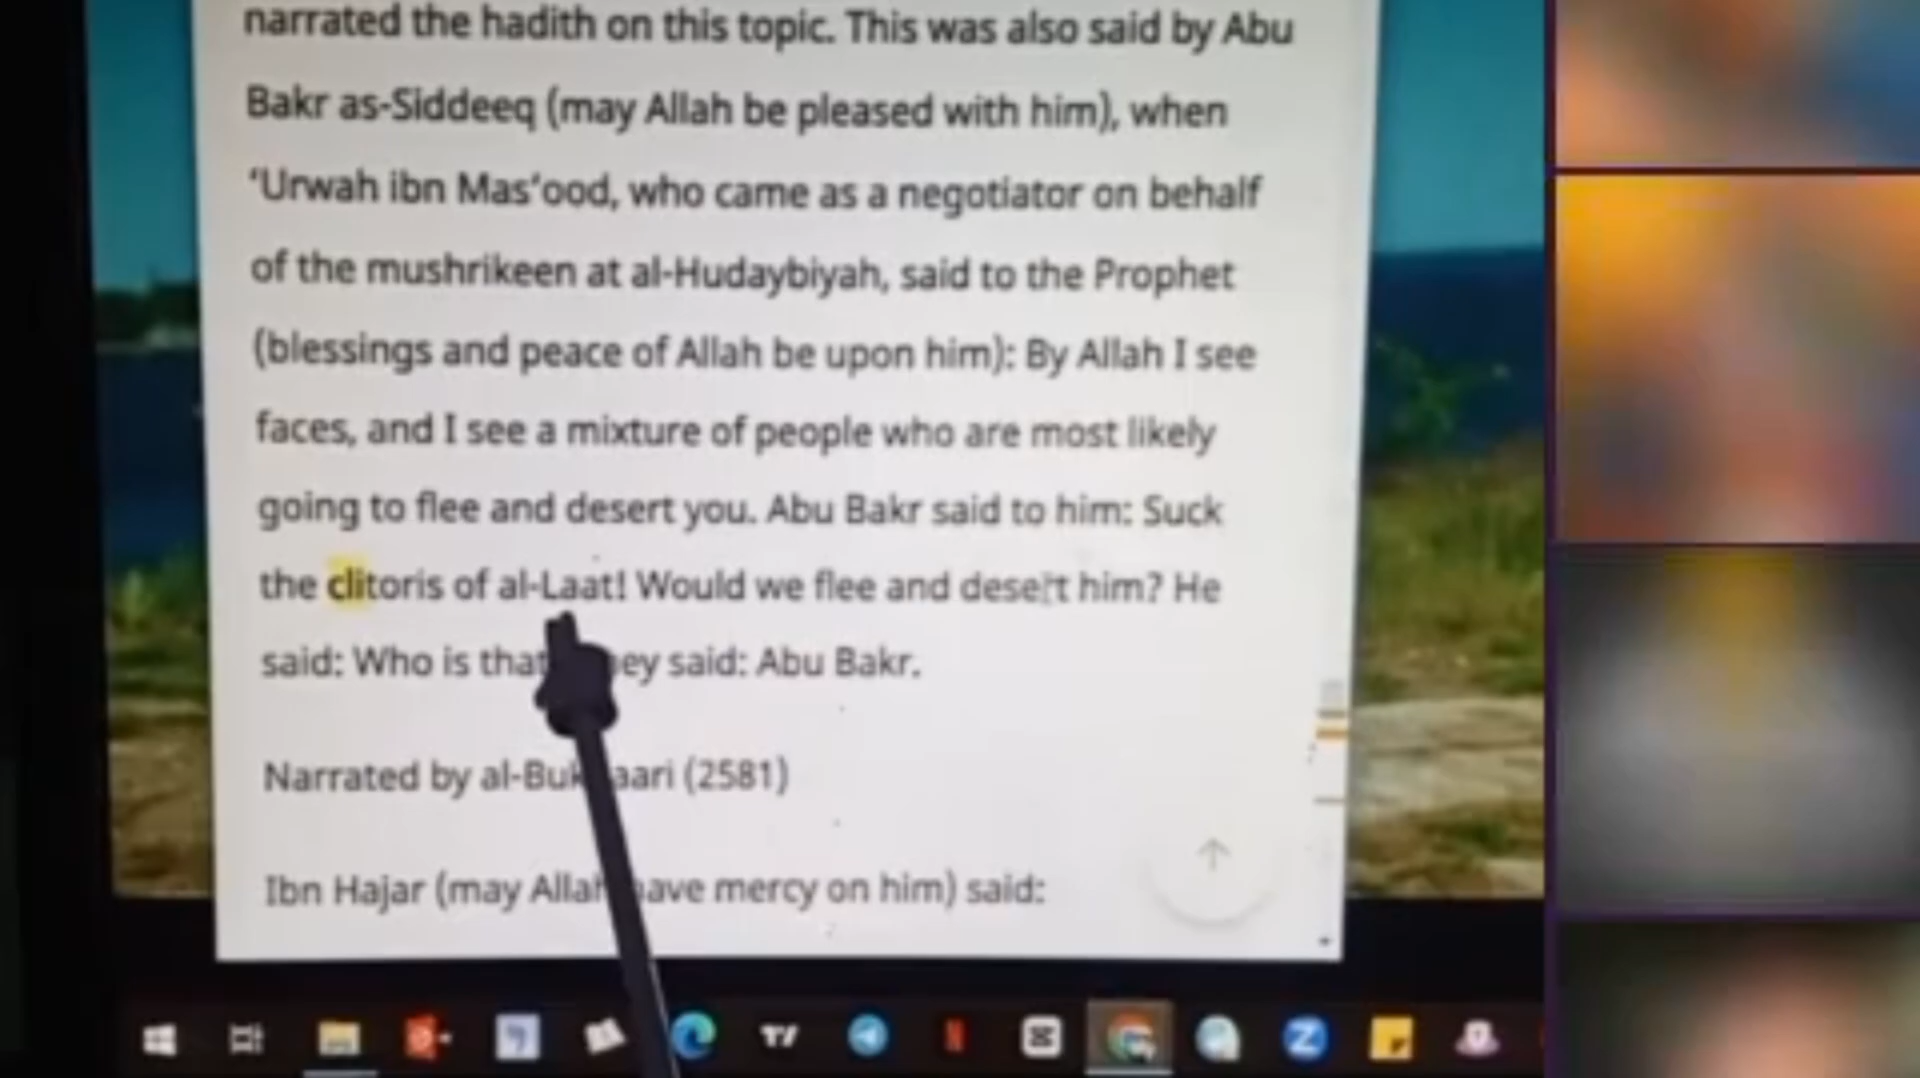 narrated the hadith on this topic. This was also said by Abu
Bakr as-Siddeeq (may Allah be pleased with him), when
‘Urwah ibn Mas‘ood, who came as a negotiator on behalf
of the mushrikeen at al-Hudaybiyah, said to the Prophet
(blessings and peace of Allah be upon him): By Allah I see
faces, and I see a mixture of people who are most likely
going to flee and desert you. Abu Bakr said to him: Suck
the clitoris of al-Laat! Would we flee and desert him? He
said: Who is that ey said: Abu Bakr.
Narrated by al-Buk aari (2581)
Ibn Hajar (may Allah have mercy on him) said: